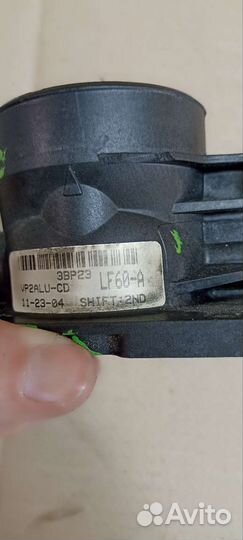 3BP23 LF60-A
VP2ALU-CD
11-23-04 SHIFT:2ND
Avito